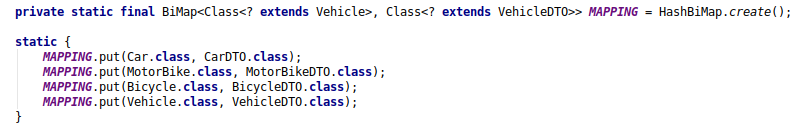 private static final BiMap<Class<? extends Vehicle>, Class<? extends VehicleDTO>> MAPPING = HashBiMap.create();
static {
MAPPING.put(Car.class, CarDTO.class);
MAPPING.put(MotorBike.class, MotorBikeDTO.class);
MAPPING.put(Bicycle.class, BicycleDTO.class);
MAPPING.put(Vehicle.class, VehicleDTO.class);
}